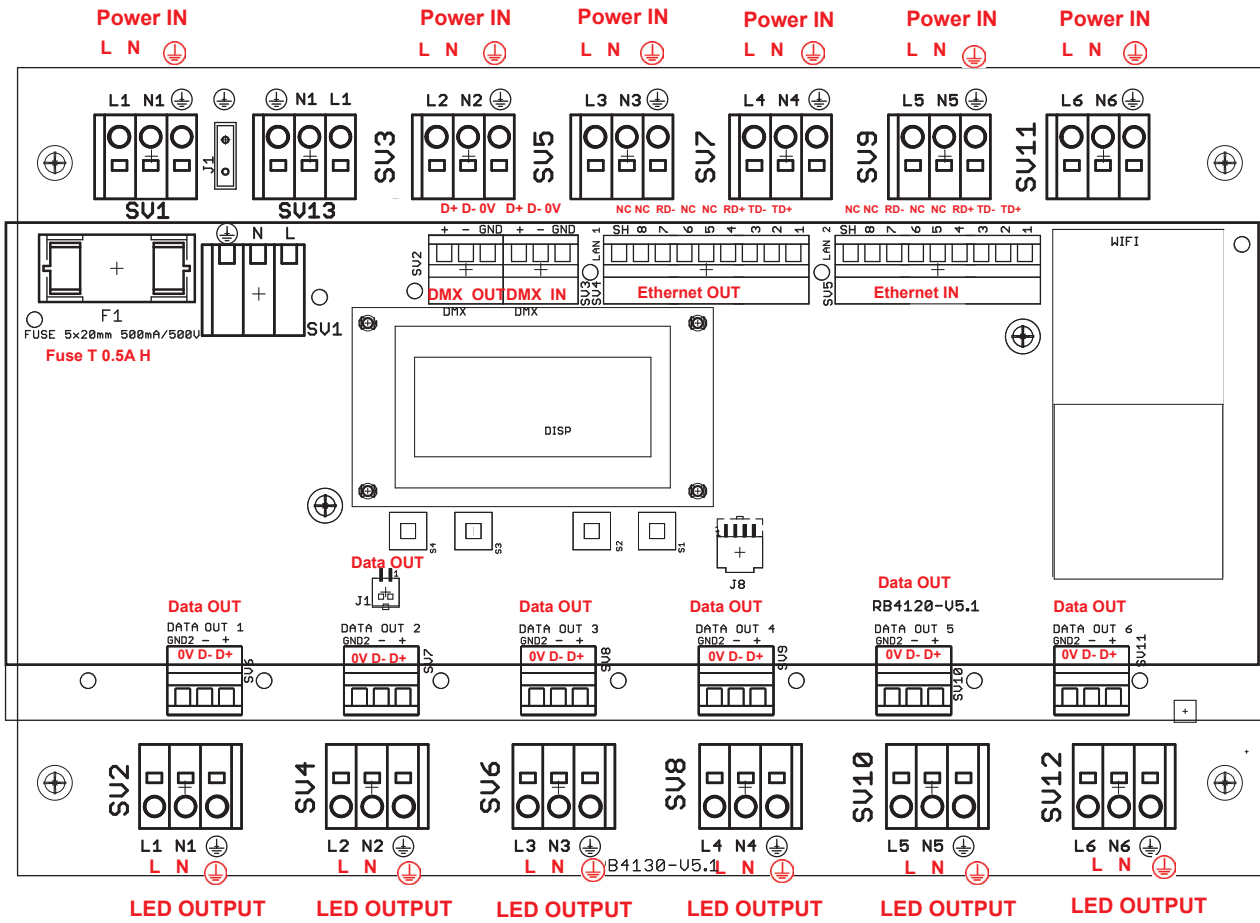 Power IN Power IN Power IN Power IN Power IN Power IN
L N L N L N L N L N L N
L1 N1 N1 L1 L2 N2 L3 N3 L4 N4 L5 N5 L6 N6
J1 SV3 SV5 SV7 SV9 SV11
SV1 SV13
D+ D- 0V D+ D- 0V NC NC RD- NC NC RD+ TD- TD+ NC NC RD- NC NC RD+ TD- TD+
N L + - GND + - GND LAN 1 SH 8 7 6 5 4 3 2 1 LAN 2 SH 8 7 6 5 4 3 2 1 WIFI
SV2 SV3 SV4 SV5
DMX OUT DMX IN Ethernet OUT Ethernet IN
DMX DMX
F1
FUSE 5x20mm 500mA/500V SV1
Fuse T 0.5A H
DISP
S4 S3 S2 S1
Data OUT
J1 1 J8 1
Data OUT Data OUT Data OUT Data OUT Data OUT
RB4120-V5.1
DATA OUT 1 DATA OUT 2 DATA OUT 3 DATA OUT 4 DATA OUT 5 DATA OUT 6
GND2 - + GND2 - + GND2 - + GND2 - + GND2 - + GND2 - +
0V D- D+ 0V D- D+ 0V D- D+ 0V D- D+ 0V D- D+ 0V D- D+
SV6 SV7 SV8 SV9 SV10 SV11
SV2 SV4 SV6 SV8 SV10 SV12
L1 N1 L2 N2 L3 N3 L4 N4 L5 N5 L6 N6
L N L N L N L N L N L N
B4130-V5.1
LED OUTPUT LED OUTPUT LED OUTPUT LED OUTPUT LED OUTPUT LED OUTPUT